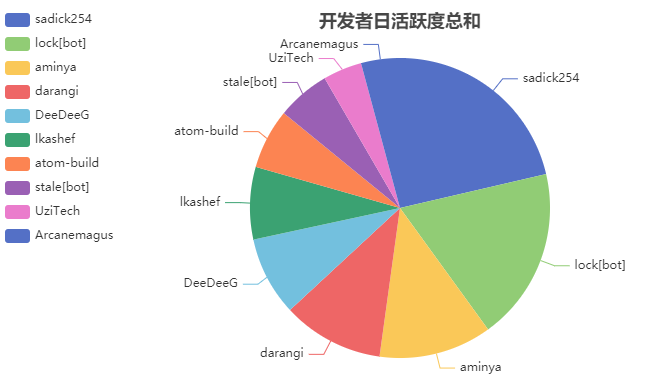 开发者日活跃度总和
sadick254
lock[bot]
aminya
darangi
DeeDeeG
lkashef
atom-build
stale[bot]
UziTech
Arcanemagus
Arcanemagus
UziTech
stale[bot]
atom-build
lkashef
DeeDeeG
darangi
sadick254
lock[bot]
aminya